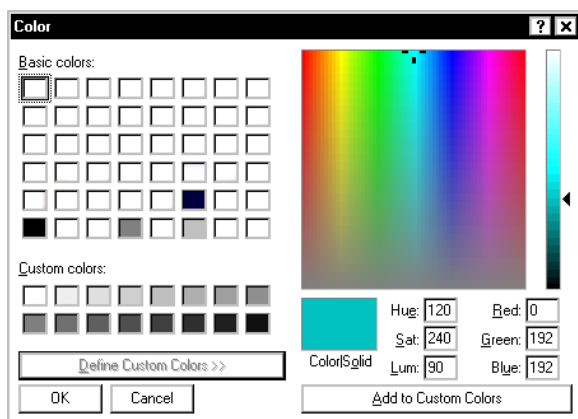 Color
Basic colors:
Custom colors:
Define Custom Colors >>
OK Cancel
Color|Solid
Hue: 120 Red: 0
Sat: 240 Green: 192
Lum: 90 Blue: 192
Add to Custom Colors